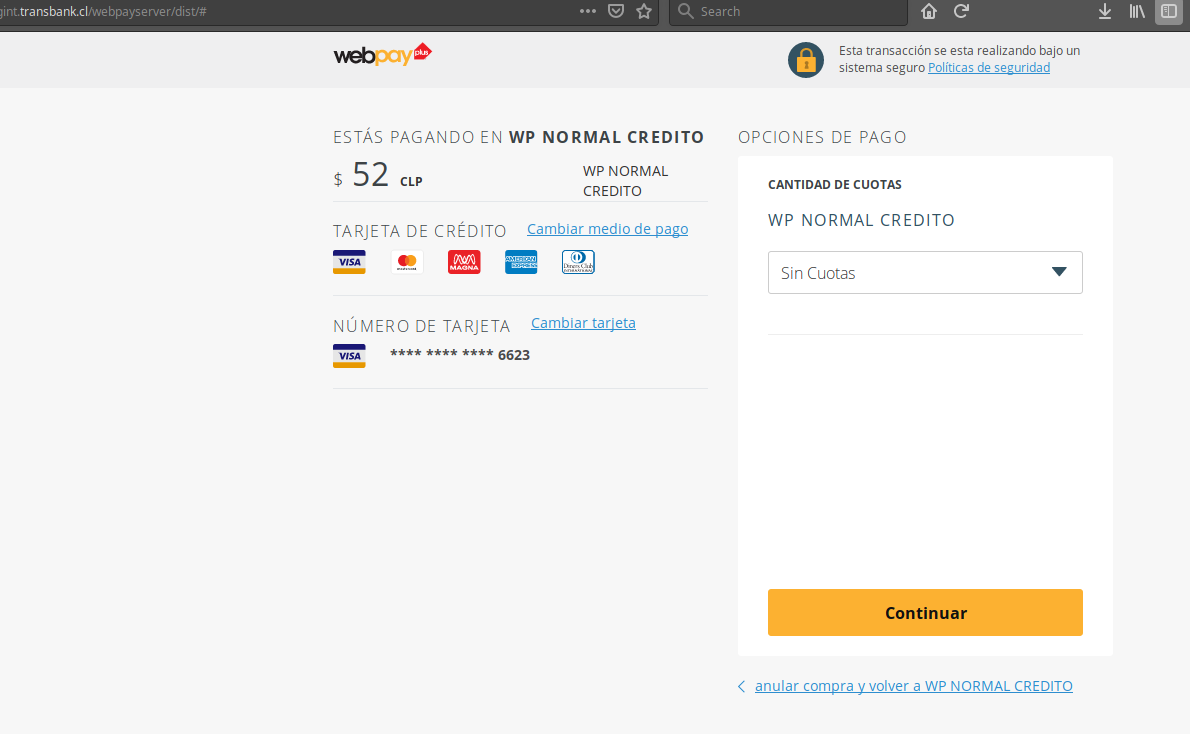 gint.transbank.cl/webpayserver/dist/#
Search
webpay plus
Esta transacción se esta realizando bajo un
sistema seguro Políticas de seguridad
ESTÁS PAGANDO EN WP NORMAL CREDITO
$ 52 CLP
WP NORMAL
CREDITO
TARJETA DE CRÉDITO Cambiar medio de pago
VISA mastercard MAGNA AMERICAN EXPRESS Diners Club INTERNATIONAL
NÚMERO DE TARJETA Cambiar tarjeta
VISA **** **** **** 6623
OPCIONES DE PAGO
CANTIDAD DE CUOTAS
WP NORMAL CREDITO
Sin Cuotas
Continuar
anular compra y volver a WP NORMAL CREDITO